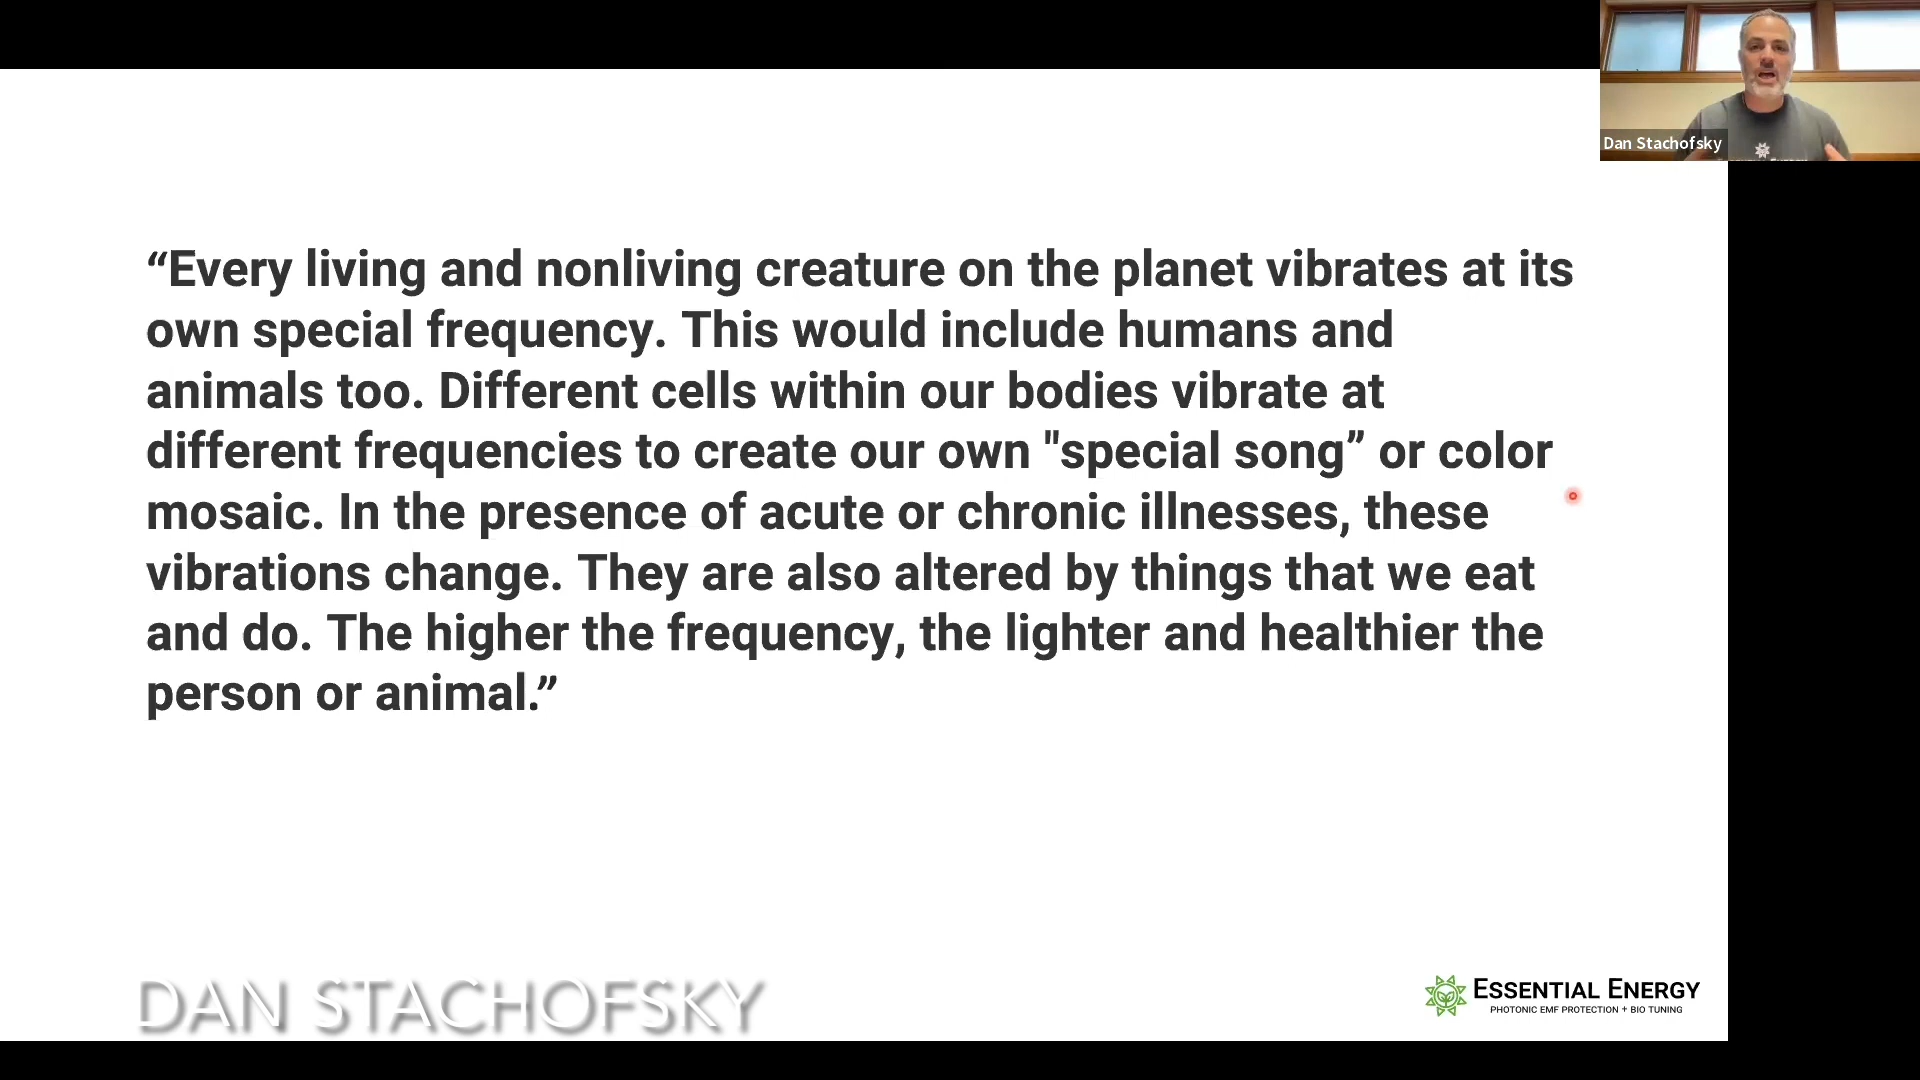 Dan Stachofsky
“Every living and nonliving creature on the planet vibrates at its
own special frequency. This would include humans and
animals too. Different cells within our bodies vibrate at
different frequencies to create our own "special song” or color
mosaic. In the presence of acute or chronic illnesses, these
vibrations change. They are also altered by things that we eat
and do. The higher the frequency, the lighter and healthier the
person or animal.”
DAN STACHOFSKY
ESSENTIAL ENERGY
PHOTONIC EMF PROTECTION + BIO TUNING